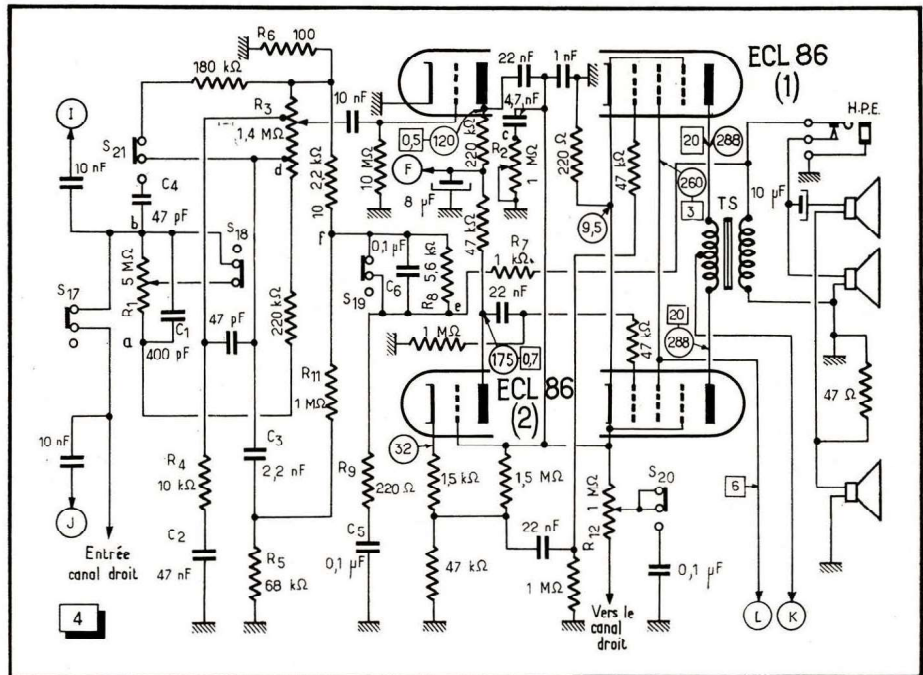 R6 100
22 nF
1 nF
ECL 86
(1)
180 kΩ
I
R3
1,4 MΩ
10 nF
4,7 nF
H.P.E.
0,5
120
220 kΩ
c
R2
1 MΩ
220 Ω
47 kΩ
20
288
S21
10 nF
d
10 MΩ
2,2 kΩ
F
260
3
10 µF
TS
C4
47 pF
b
S18
10
8 µF
47 kΩ
9,5
f
0,1 µF
R7
1 kΩ
5 MΩ
R1
C1
S17
S19
C6
5,6 kΩ
R8
e
22 nF
20
288
a
400 pF
47 pF
220 kΩ
1 MΩ
175
0,7
47 kΩ
R11
1 MΩ
ECL 86
(2)
47 Ω
10 nF
C3
2,2 nF
32
R4
10 kΩ
R9
220 Ω
1,5 kΩ
1,5 MΩ
1 MΩ
R12
S20
6
J
Entrée
canal droit
C2
47 nF
R5
68 kΩ
C5
0,1 µF
22 nF
47 kΩ
1 MΩ
0,1 µF
Vers le
canal
droit
4
L
K